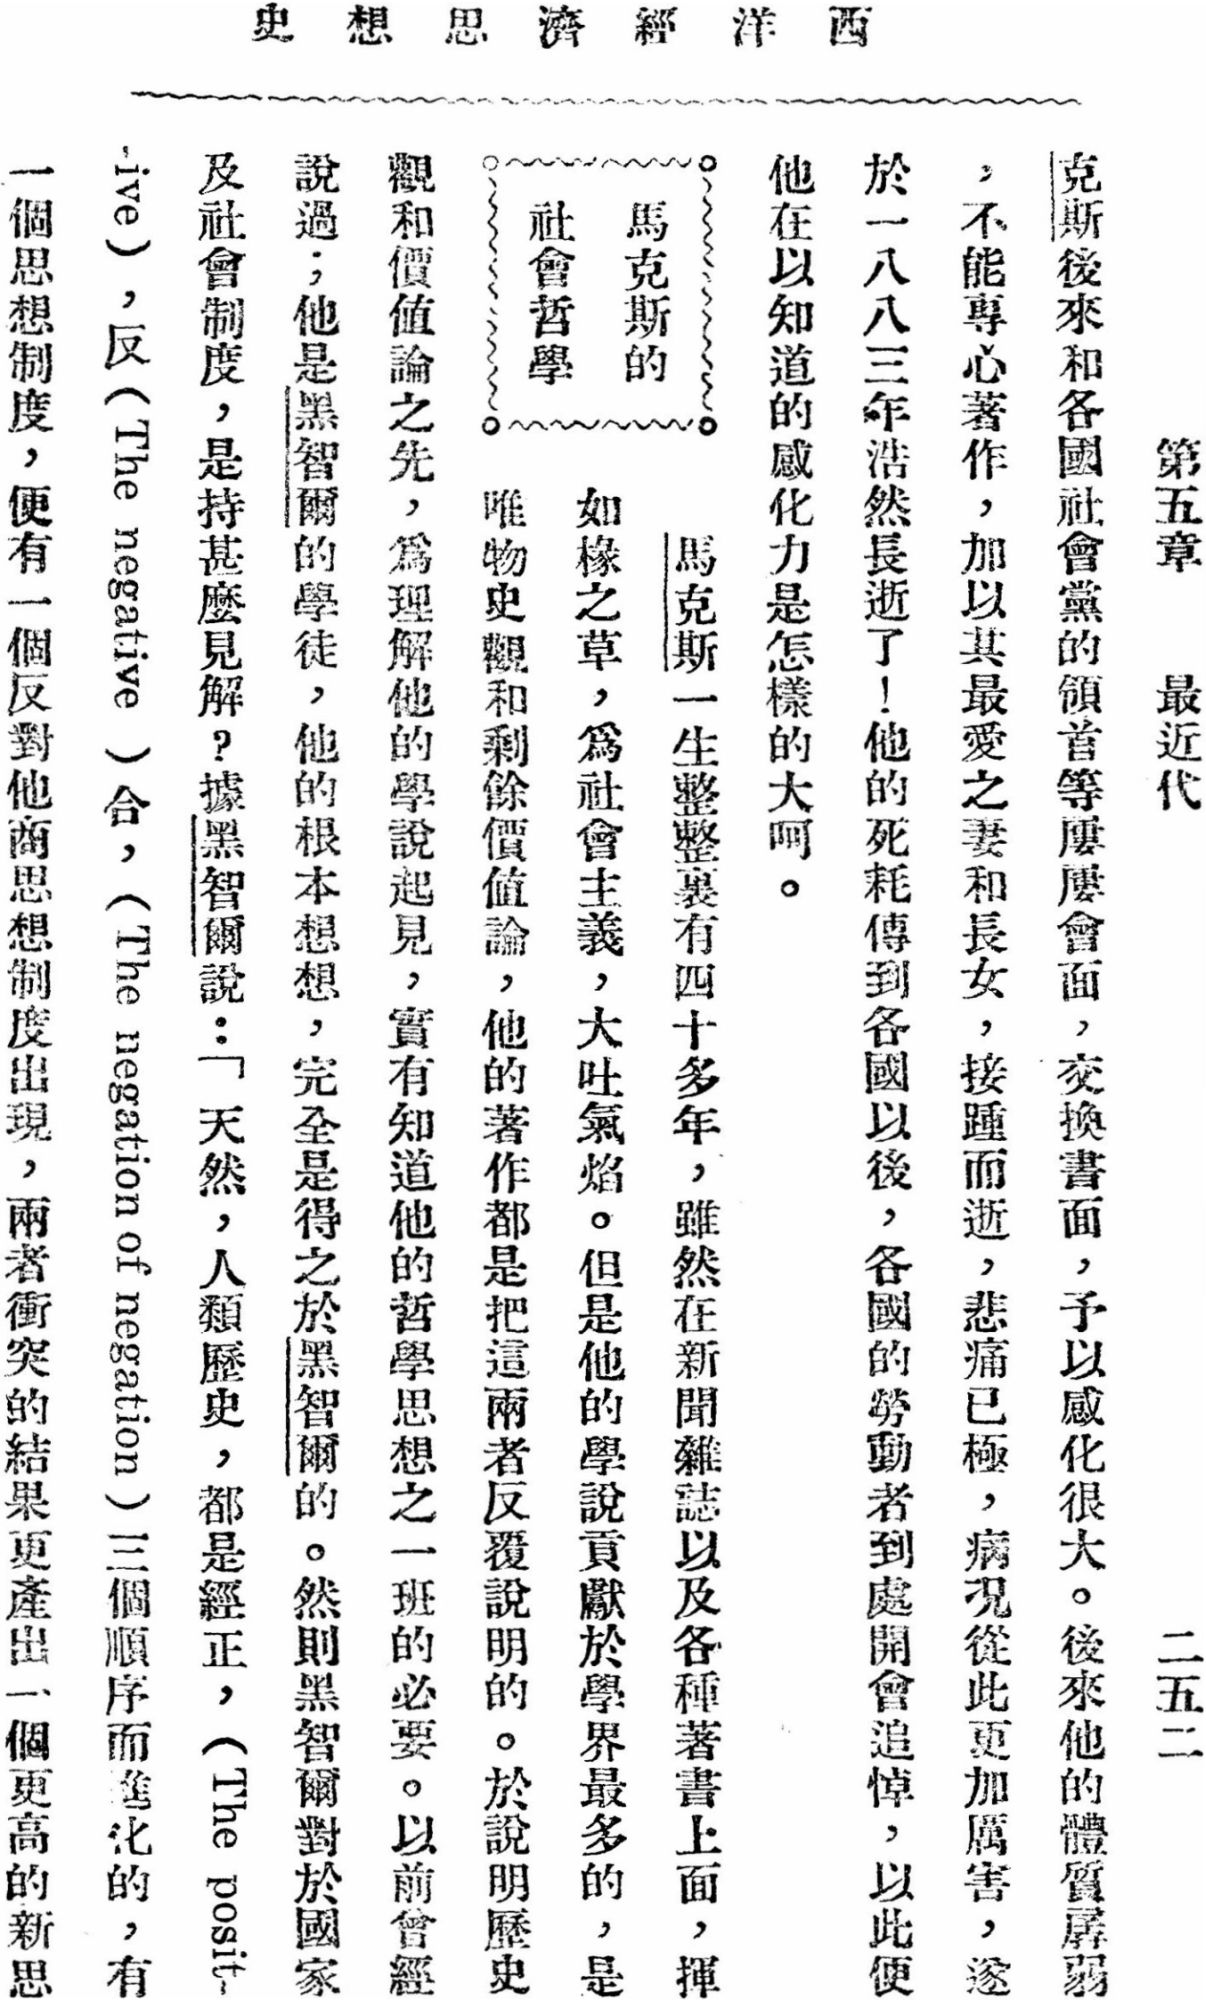 西洋經濟思想史
第五章　最近代　二五二
克斯後來和各國社會黨的領首等屢屢會面，交換書面，予以感化很大。後來他的體質孱弱
，不能專心著作，加以其最愛之妻和長女，接踵而逝，悲痛已極，病况從此更加厲害，遂
於一八八三年浩然長逝了！他的死耗傳到各國以後，各國的勞動者到處開會追悼，以此便
他在以知道的感化力是怎樣的大呵。
馬克斯的
社會哲學
馬克斯一生整整裏有四十多年，雖然在新聞雜誌以及各種著書上面，揮
如椽之草，爲社會主義，大吐氣焰。但是他的學說貢獻於學界最多的，是
唯物史觀和剩餘價值論，他的著作都是把這兩者反覆說明的。於說明歷史
觀和價值論之先，爲理解他的學說起見，實有知道他的哲學思想之一班的必要。以前曾經
說過；他是黑智爾的學徒，他的根本想想，完全是得之於黑智爾的。然則黑智爾對於國家
及社會制度，是持甚麽見解？據黑智爾說：「天然，人類歷史，都是經正，（The posit-
-ive），反（The negative ）合，（The negation of negation）三個順序而進化的，有
一個思想制度，便有一個反對他商思想制度出現，兩者衝突的結果更產出一個更高的新思